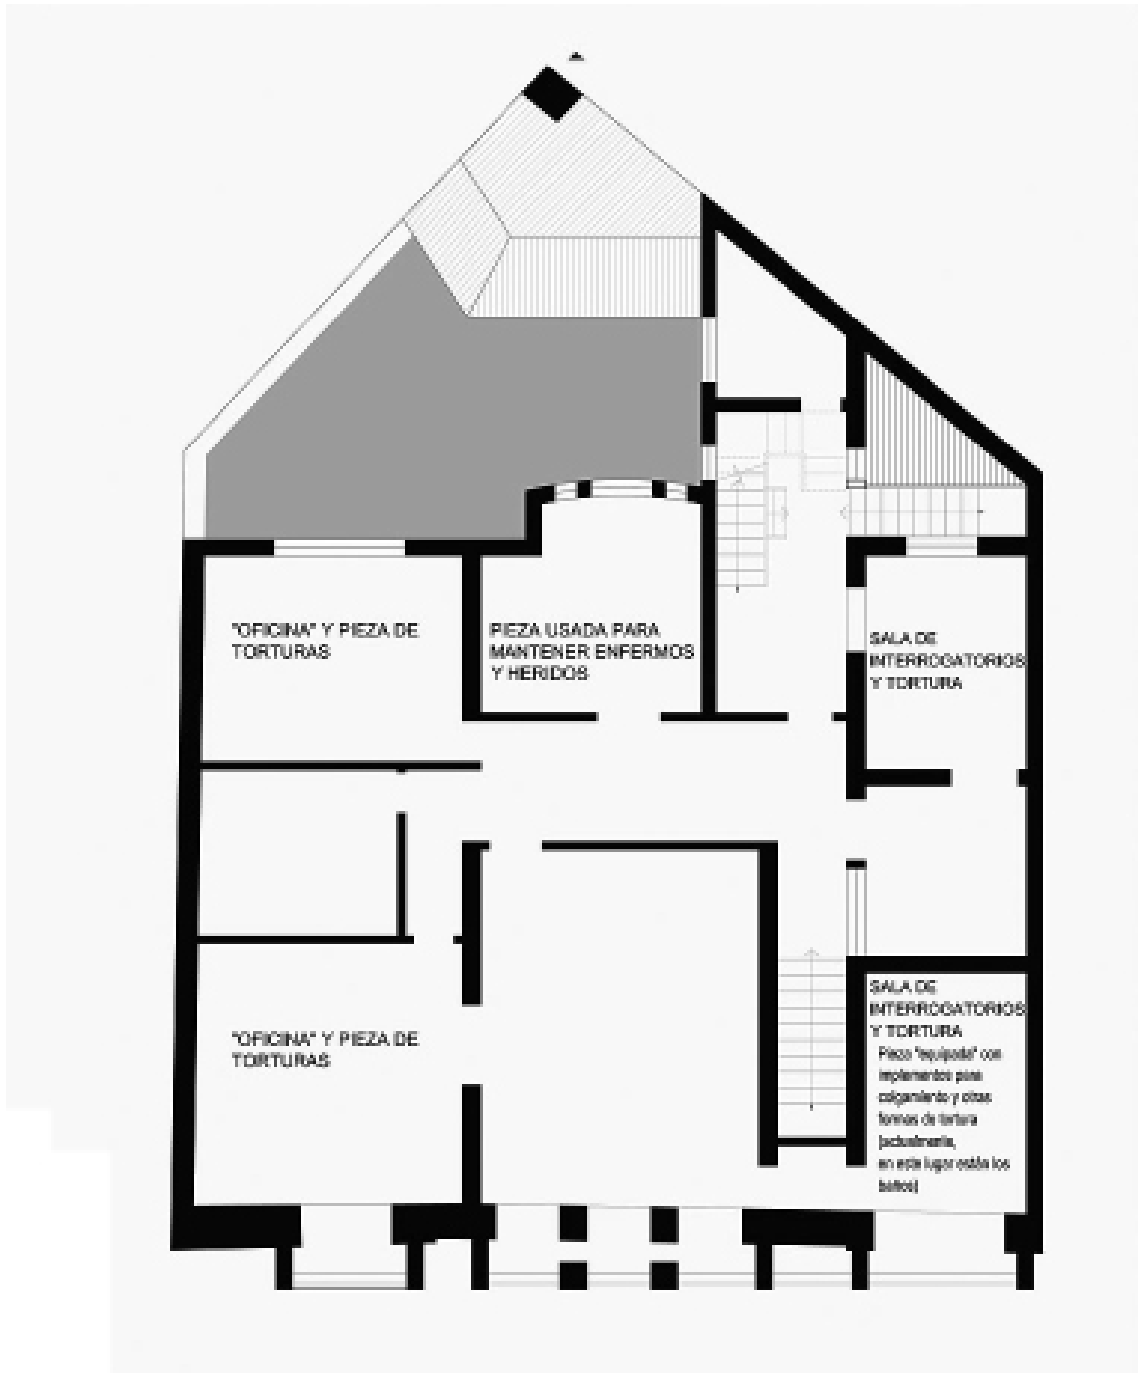 "OFICINA" Y PIEZA DE
TORTURAS
PIEZA USADA PARA
MANTENER ENFERMOS
Y HERIDOS
SALA DE
INTERROGATORIOS
Y TORTURA
"OFICINA" Y PIEZA DE
TORTURAS
SALA DE
INTERROGATORIOS
Y TORTURA
Pieza "equipada" con
implementos para
colgamiento y otras
formas de tortura
(actualmente,
en este lugar están los
baños)